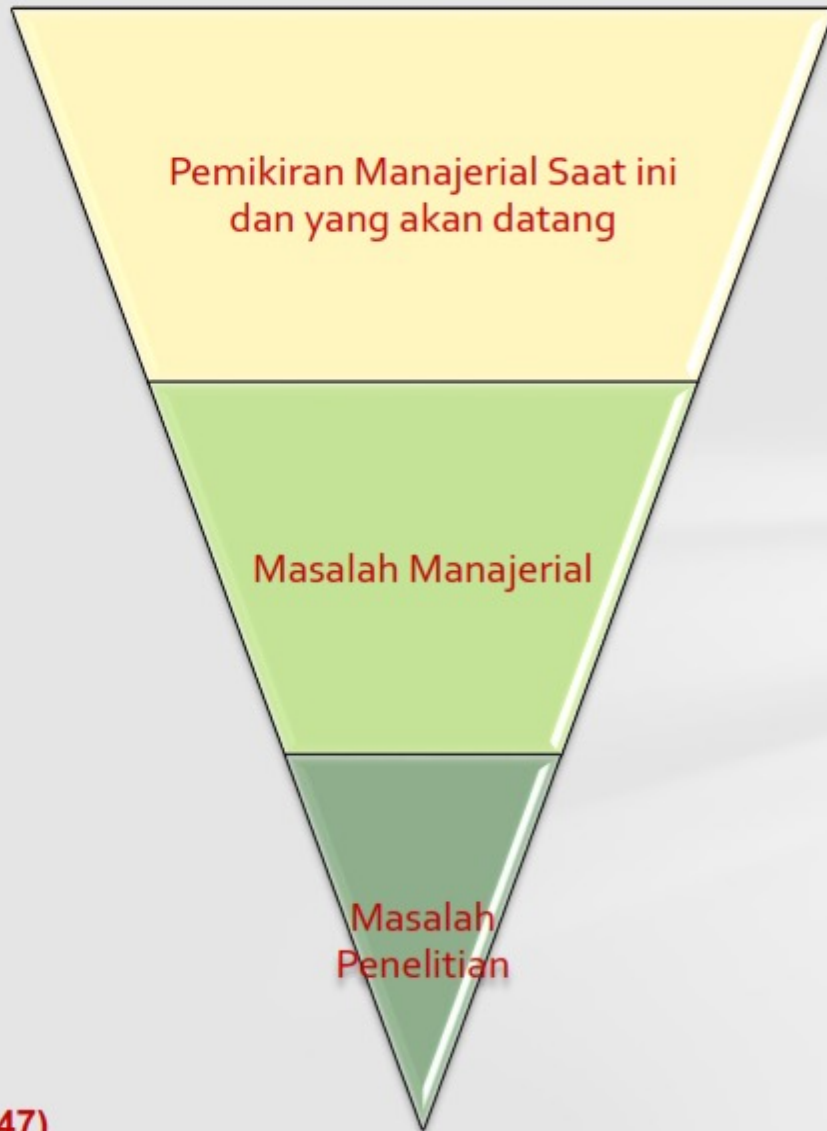 Pemikiran Manajerial Saat ini
dan yang akan datang
Masalah Manajerial
Masalah
Penelitian
47)